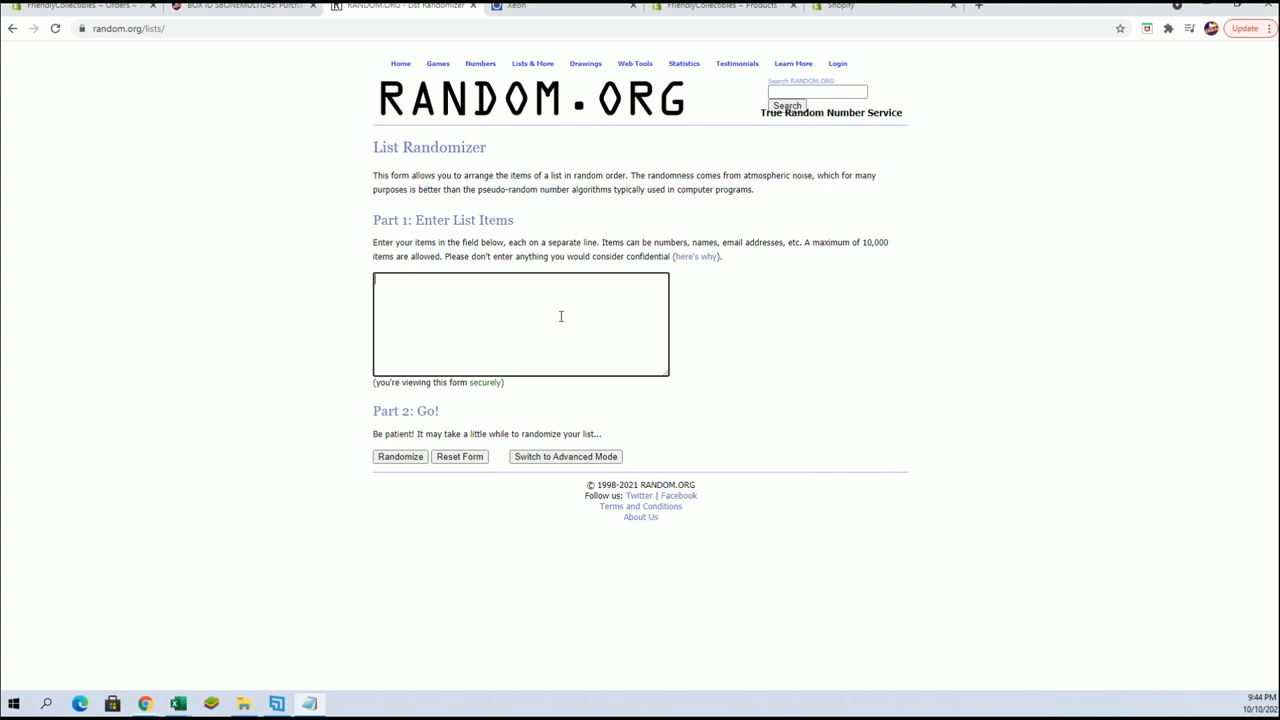 FriendlyCollectibles ~ Orders ~ S
BOX ID SBONEMULTI245: Purch
RANDOM.ORG - List Randomizer
Xeon
FriendlyCollectibles ~ Products ~
Shopify
random.org/lists/
Update
Home Games Numbers Lists & More Drawings Web Tools Statistics Testimonials Learn More Login
RANDOM.ORG
Search RANDOM.ORG
Search
True Random Number Service
List Randomizer
This form allows you to arrange the items of a list in random order. The randomness comes from atmospheric noise, which for many
purposes is better than the pseudo-random number algorithms typically used in computer programs.
Part 1: Enter List Items
Enter your items in the field below, each on a separate line. Items can be numbers, names, email addresses, etc. A maximum of 10,000
items are allowed. Please don't enter anything you would consider confidential (here's why).
(you're viewing this form securely)
Part 2: Go!
Be patient! It may take a little while to randomize your list...
Randomize Reset Form Switch to Advanced Mode
© 1998-2021 RANDOM.ORG
Follow us: Twitter | Facebook
Terms and Conditions
About Us
9:44 PM
10/10/202